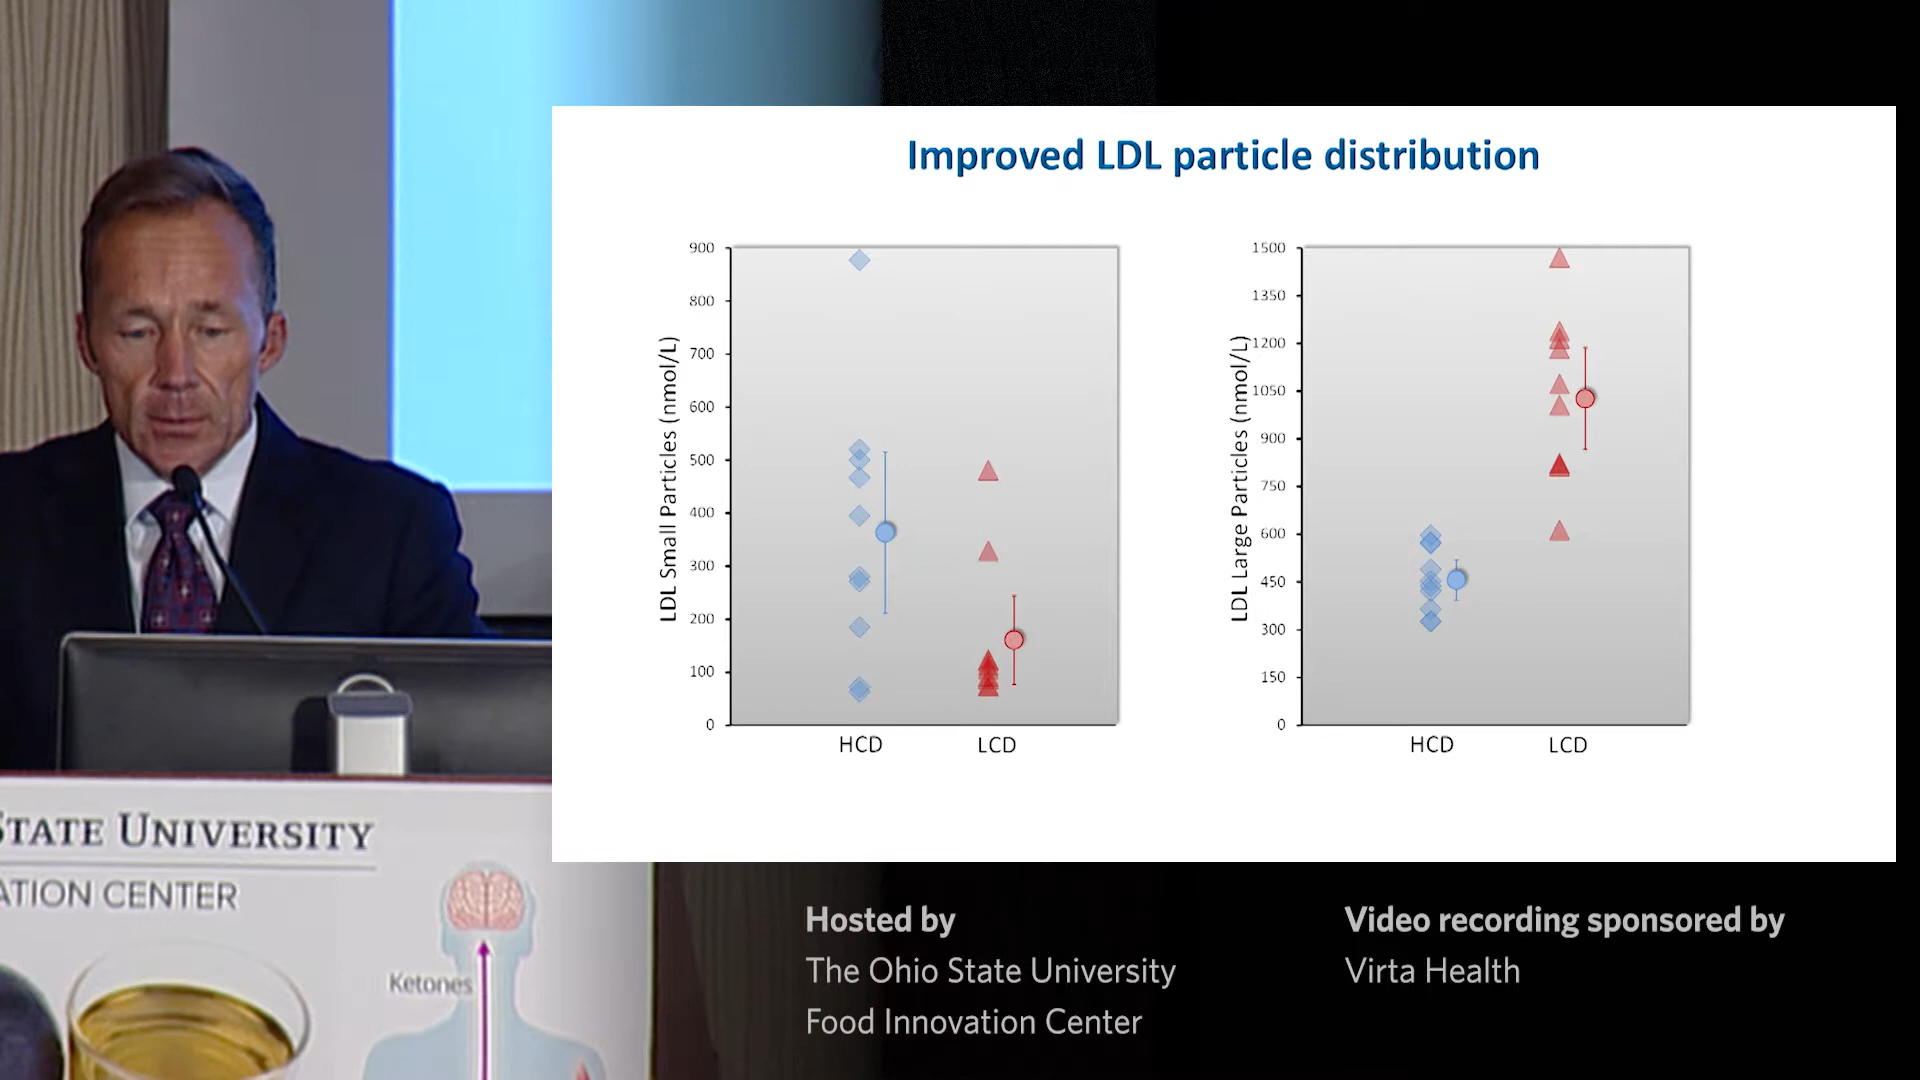 Improved LDL particle distribution
LDL Small Particles (nmol/L)
900
800
700
600
500
400
300
200
100
0
HCD LCD
LDL Large Particles (nmol/L)
1500
1350
1200
1050
900
750
600
450
300
150
0
HCD LCD
STATE UNIVERSITY
ATION CENTER
Ketones
Hosted by
The Ohio State University
Food Innovation Center
Video recording sponsored by
Virta Health